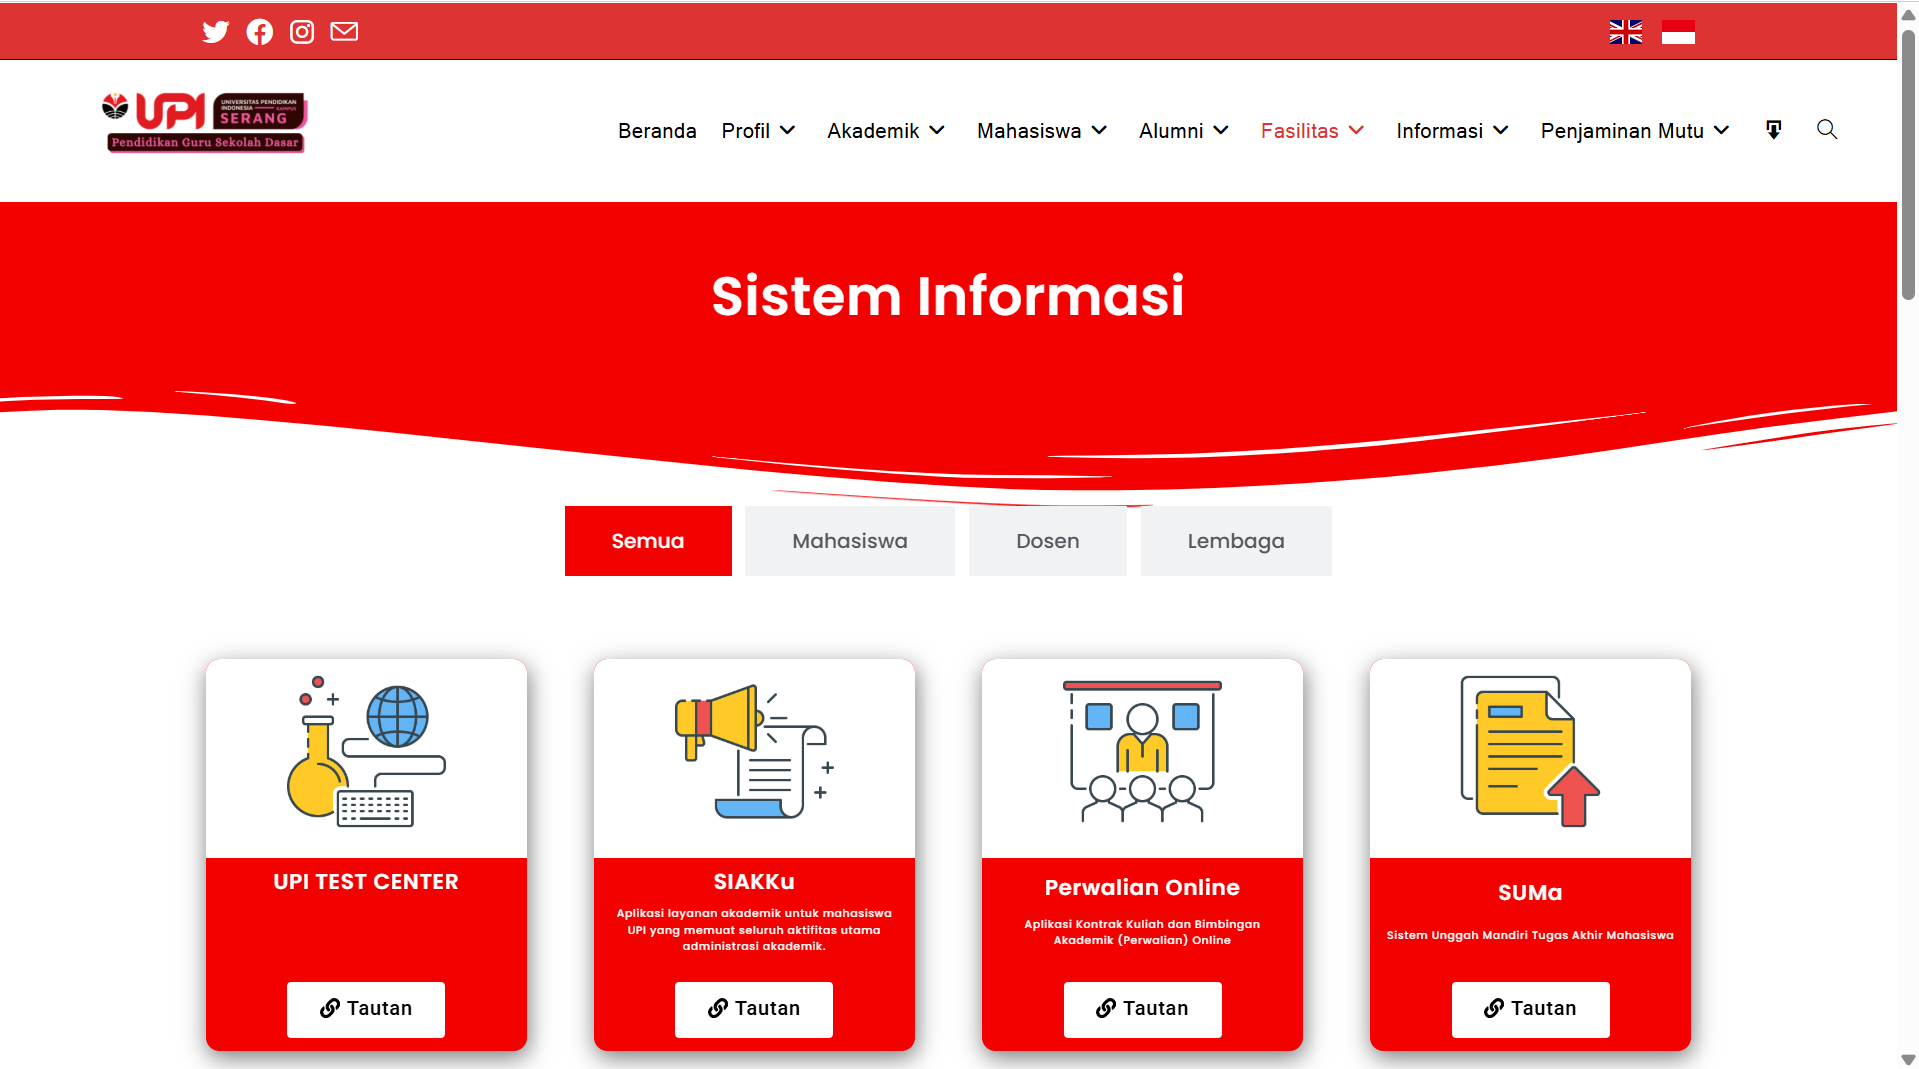 UPI
UNIVERSITAS PENDIDIKAN
INDONESIA KAMPUS
SERANG
Pendidikan Guru Sekolah Dasar
Beranda Profil Akademik Mahasiswa Alumni Fasilitas Informasi Penjaminan Mutu
Sistem Informasi
Semua Mahasiswa Dosen Lembaga
UPI TEST CENTER
Tautan
SIAKKu
Aplikasi layanan akademik untuk mahasiswa
UPI yang memuat seluruh aktifitas utama
administrasi akademik.
Tautan
Perwalian Online
Aplikasi Kontrak Kuliah dan Bimbingan
Akademik (Perwalian) Online
Tautan
SUMa
Sistem Unggah Mandiri Tugas Akhir Mahasiswa
Tautan